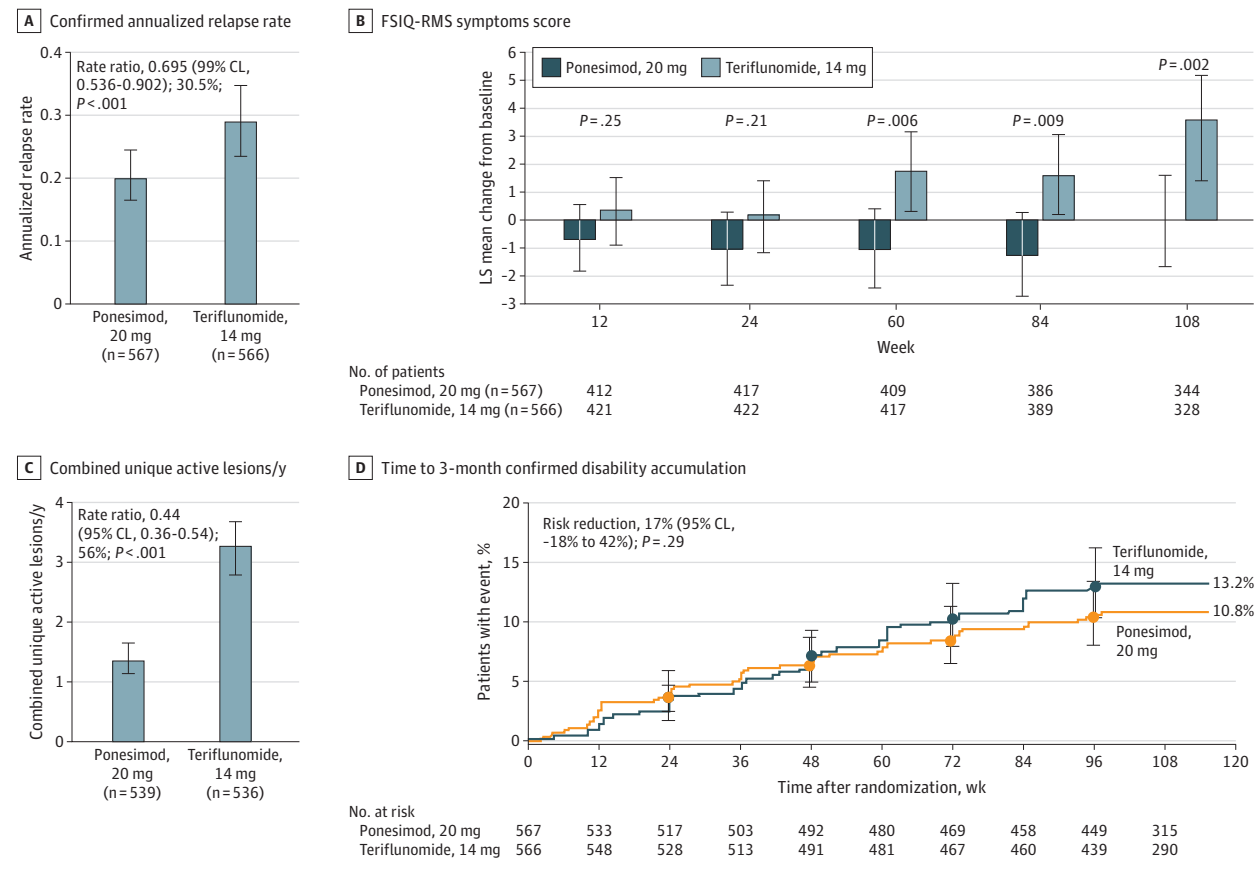 A Confirmed annualized relapse rate
Annualized relapse rate
0.4
0.3
0.2
0.1
0
Rate ratio, 0.695 (99% CL,
0.536-0.902); 30.5%;
P<.001
Ponesimod,
20 mg
(n=567)
Teriflunomide,
14 mg
(n=566)
B FSIQ-RMS symptoms score
LS mean change from baseline
6
5
4
3
2
1
0
-1
-2
-3
Ponesimod, 20 mg
Teriflunomide, 14 mg
P=.25
P=.21
P=.006
P=.009
P=.002
12 24 60 84 108
Week
No. of patients
Ponesimod, 20 mg (n=567) 412 417 409 386 344
Teriflunomide, 14 mg (n=566) 421 422 417 389 328
C Combined unique active lesions/y
Combined unique active lesions/y
4
3
2
1
0
Rate ratio, 0.44
(95% CL, 0.36-0.54);
56%; P<.001
Ponesimod,
20 mg
(n=539)
Teriflunomide,
14 mg
(n=536)
D Time to 3-month confirmed disability accumulation
Patients with event, %
20
15
10
5
0
Risk reduction, 17% (95% CL,
-18% to 42%); P=.29
Teriflunomide,
14 mg
13.2%
10.8%
Ponesimod,
20 mg
0 12 24 36 48 60 72 84 96 108 120
Time after randomization, wk
No. at risk
Ponesimod, 20 mg 567 533 517 503 492 480 469 458 449 315
Teriflunomide, 14 mg 566 548 528 513 491 481 467 460 439 290